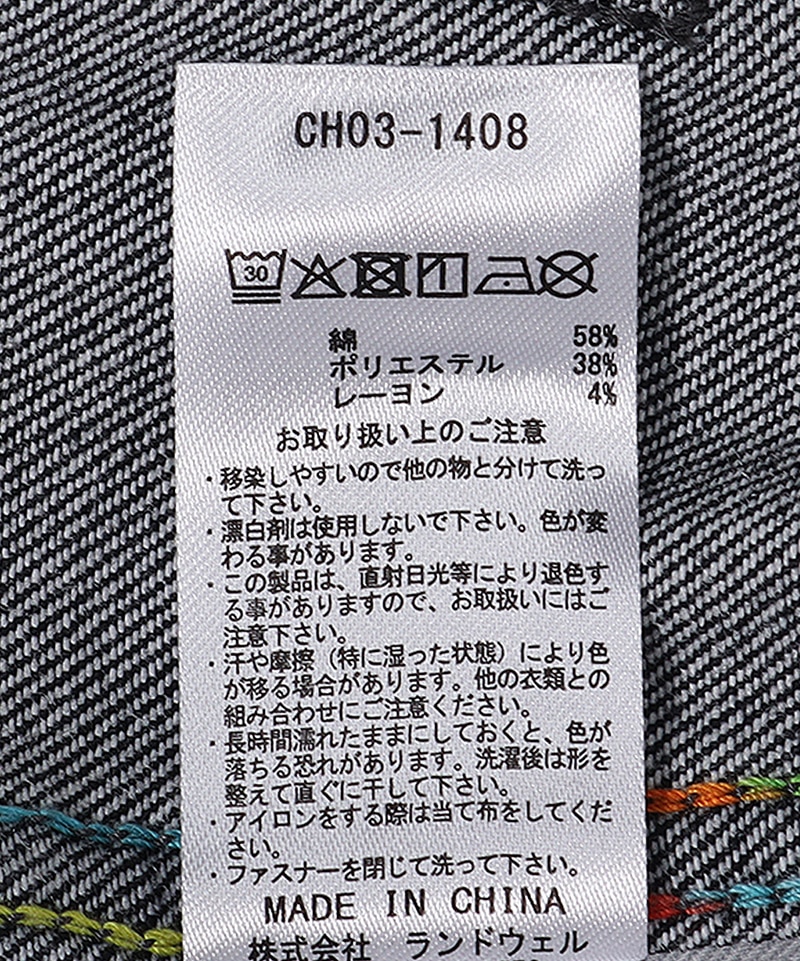 CH03-1408
30
綿 58%
ポリエステル 38%
レーヨン 4%
お取り扱い上のご注意
・移染しやすいので他の物と分けて洗っ
て下さい。
・漂白剤は使用しないで下さい。色が変
わる事があります。
・この製品は、直射日光等により退色す
る事がありますので、お取扱いにはご
注意下さい。
・汗や摩擦（特に湿った状態）により色
が移る場合があります。他の衣類との
組み合わせにご注意ください。
・長時間濡れたままにしておくと、色が
落ちる恐れがあります。洗濯後は形を
整えて直ぐに干して下さい。
・アイロンをする際は当て布をしてくだ
さい。
・ファスナーを閉じて洗って下さい。
MADE IN CHINA
株式会社 ランドウェル